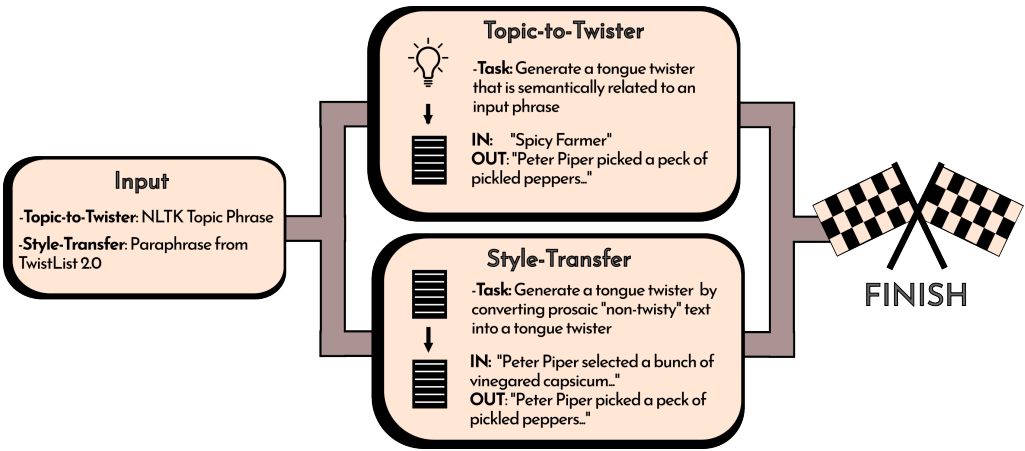 Input
-Topic-to-Twister: NLTK Topic Phrase
-Style-Transfer: Paraphrase from
TwistList 2.0
Topic-to-Twister
-Task: Generate a tongue twister
that is semantically related to an
input phrase
IN: "Spicy Farmer"
OUT: "Peter Piper picked a peck of
pickled peppers..."
Style-Transfer
-Task: Generate a tongue twister by
converting prosaic "non-twisty" text
into a tongue twister
IN: "Peter Piper selected a bunch of
vinegared capsicum..."
OUT: "Peter Piper picked a peck of
pickled peppers..."
FINISH